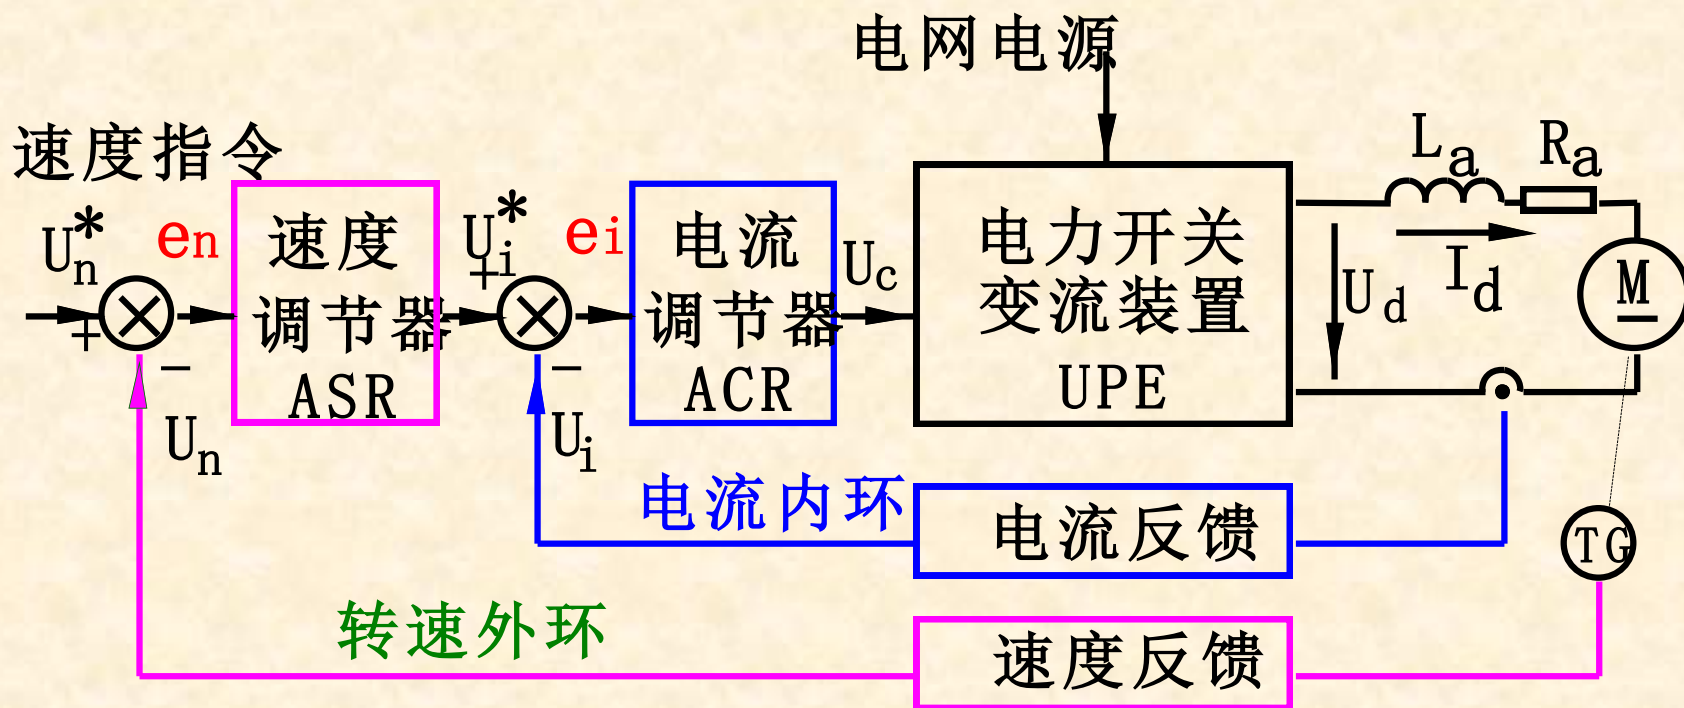 电网电源
速度指令
U*n
en
速度
调节器
ASR
U*i
ei
电流
调节器
ACR
Uc
电力开关
变流装置
UPE
La
Ra
Ud
Id
M
+
−
Un
+
−
Ui
电流内环
电流反馈
TG
转速外环
速度反馈